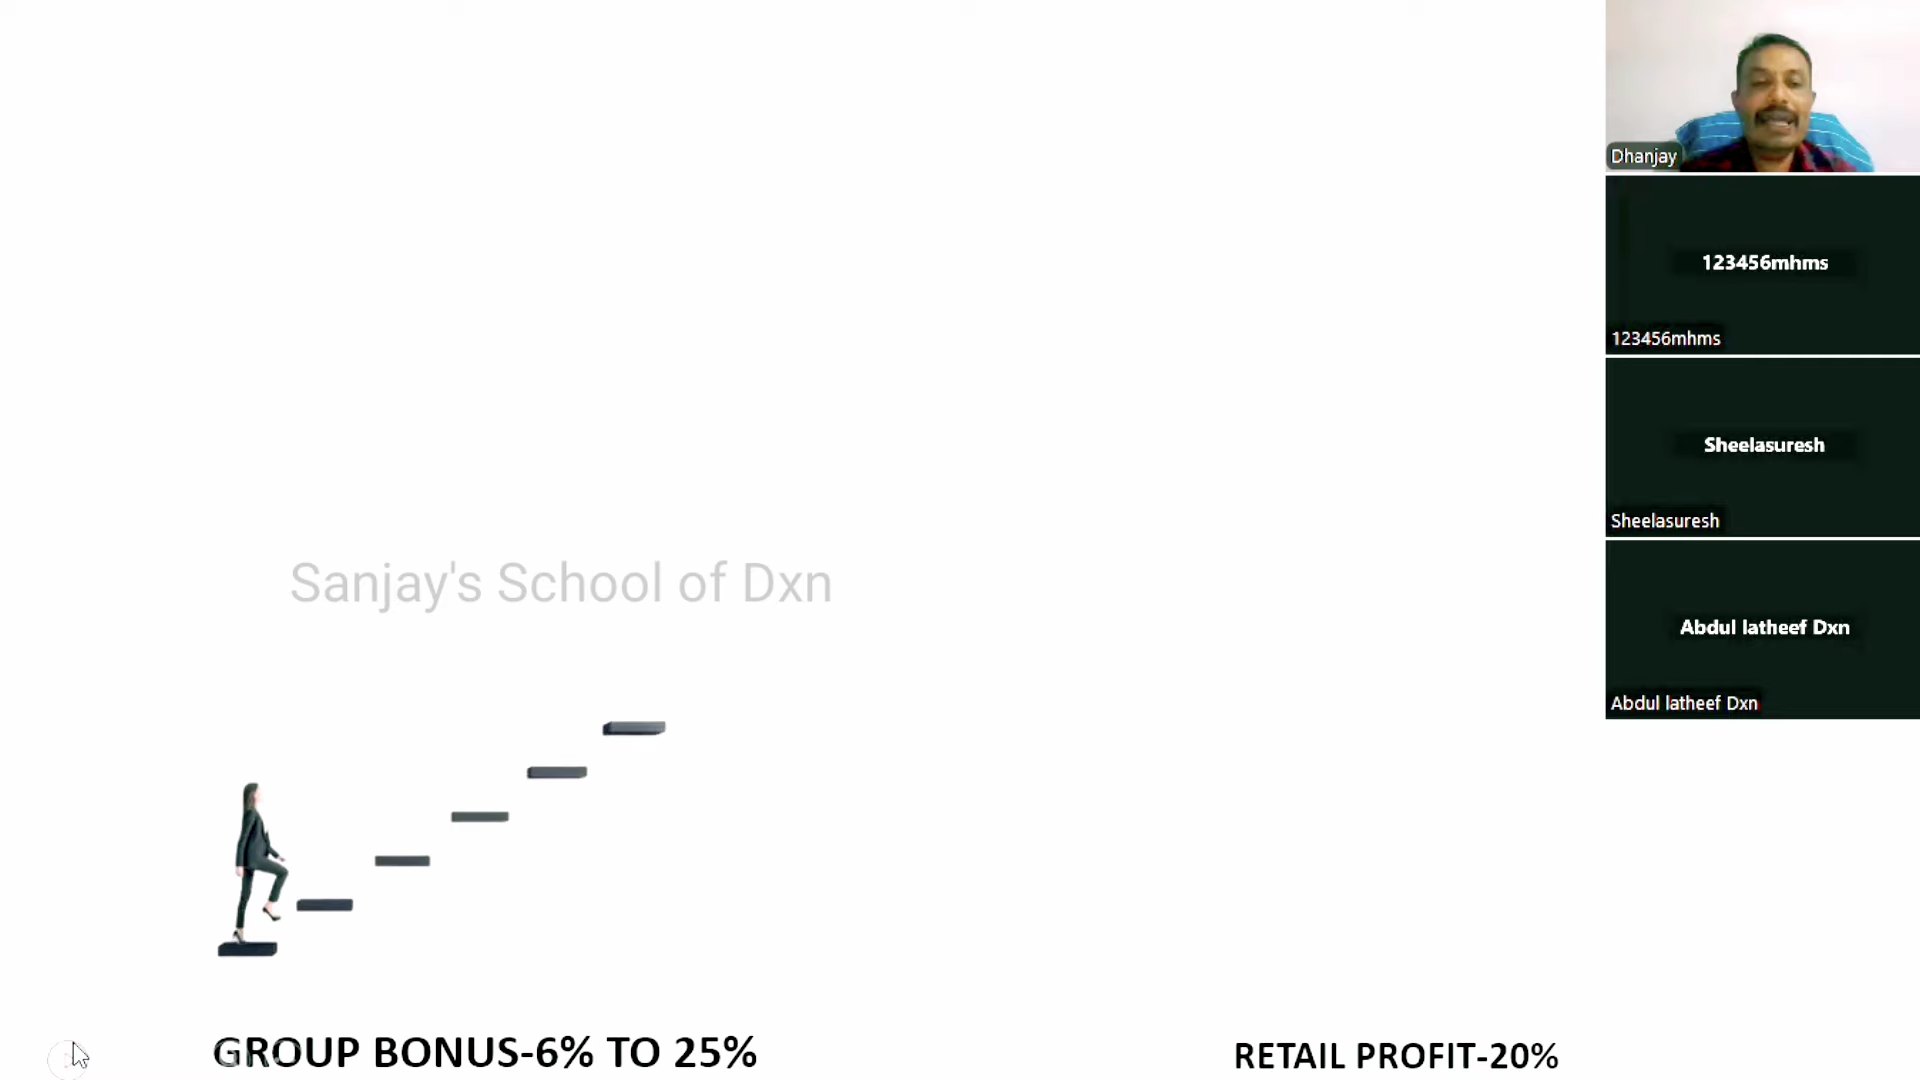 Dhanjay
123456mhms
123456mhms
Sheelasuresh
Sheelasuresh
Abdul latheef Dxn
Abdul latheef Dxn
Sanjay's School of Dxn
GROUP BONUS-6% TO 25%
RETAIL PROFIT-20%